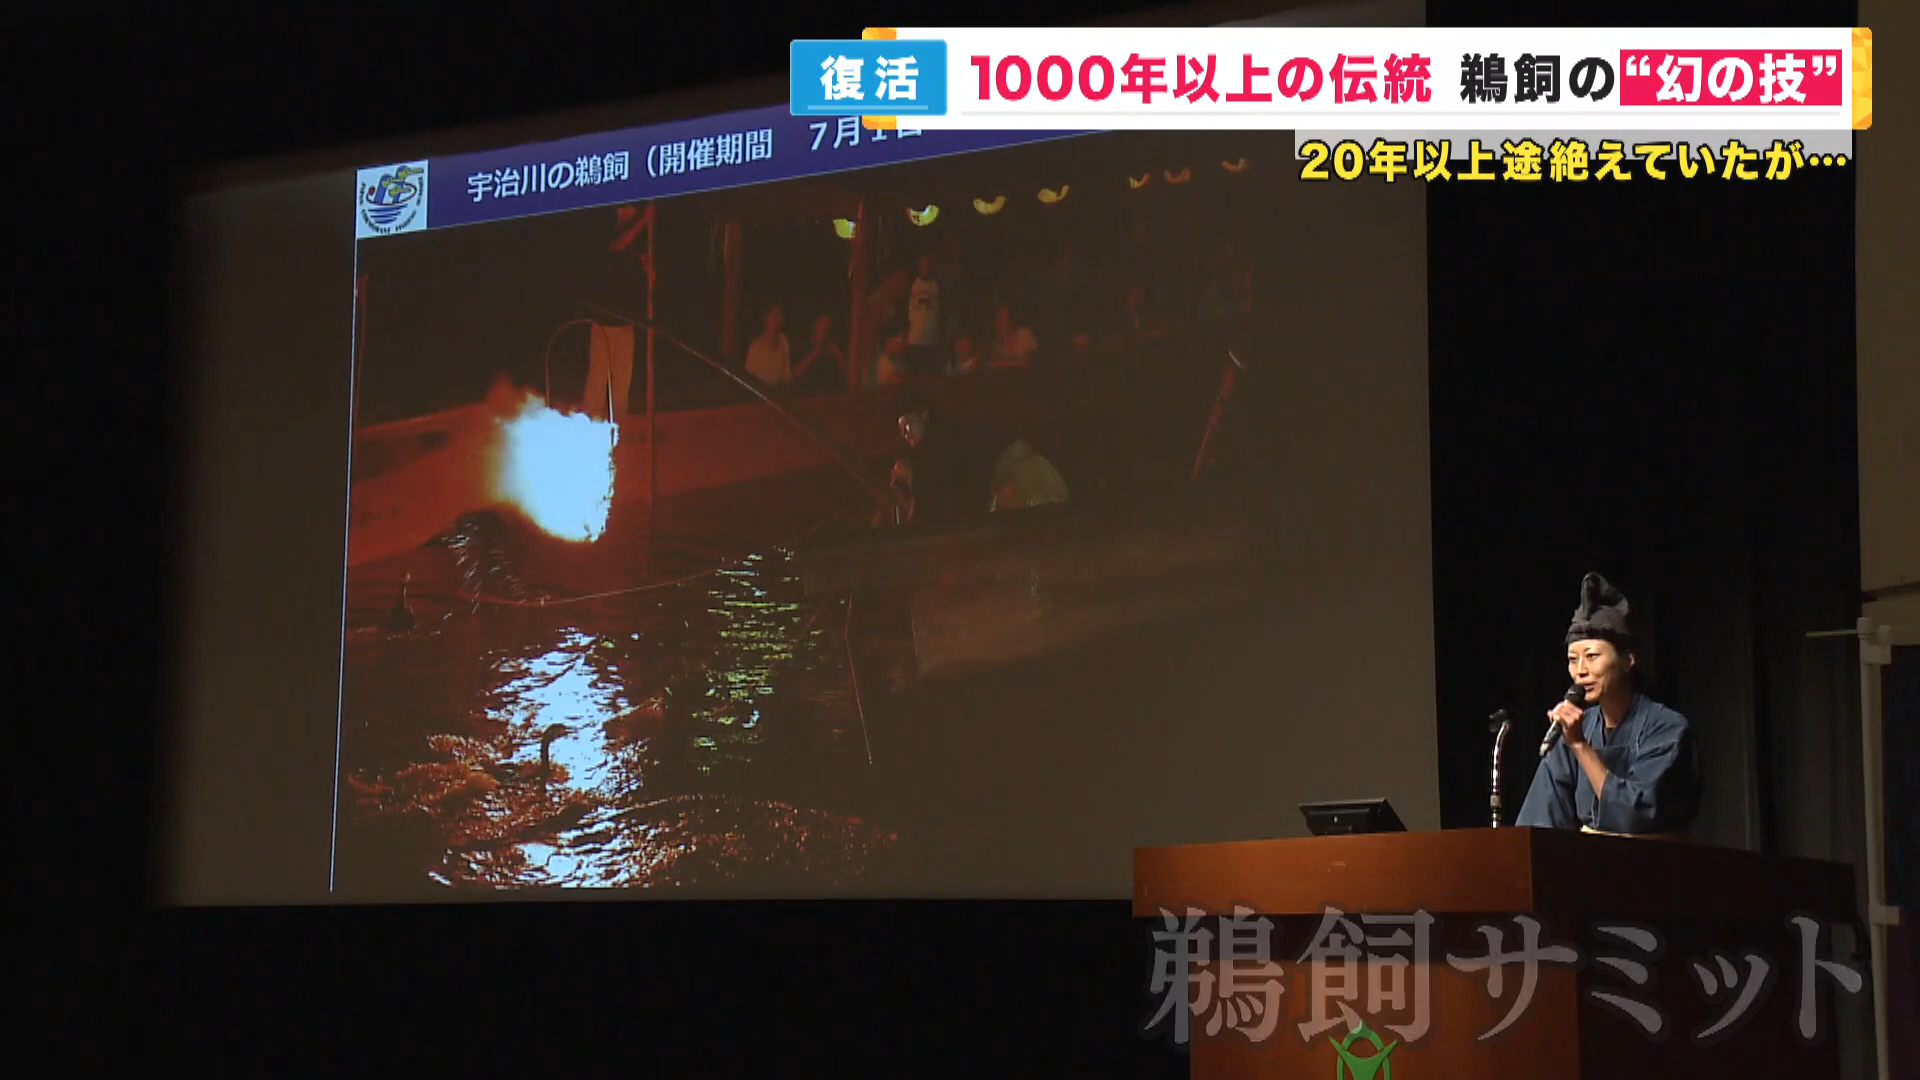 復活
1000年以上の伝統 鵜飼の“幻の技”
20年以上途絶えていたが…
宇治川の鵜飼（開催期間 7月1日
鵜飼サミット